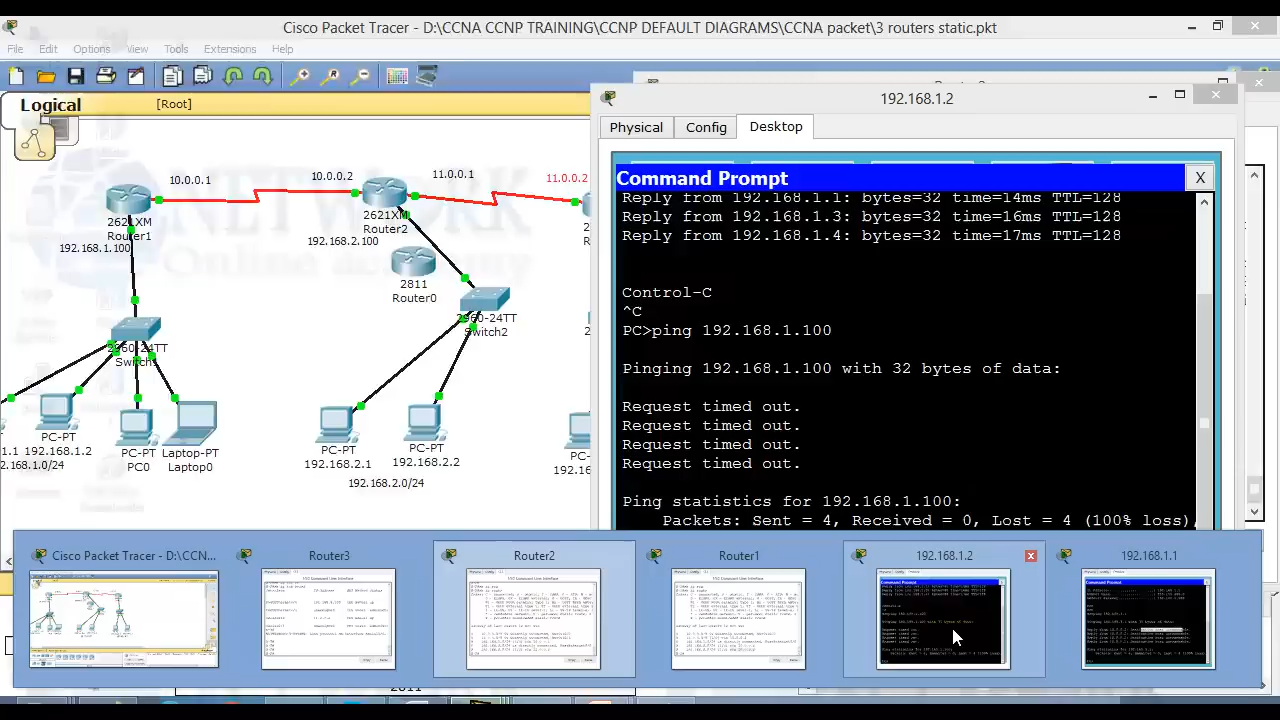 Cisco Packet Tracer - D:\CCNA CCNP TRAINING\CCNP DEFAULT DIAGRAMS\CCNA packet\3 routers static.pkt
File Edit Options View Tools Extensions Help
Logical
[Root]
192.168.1.2
Physical
Config
Desktop
Command Prompt
X
Reply from 192.168.1.1: bytes=32 time=14ms TTL=128
Reply from 192.168.1.3: bytes=32 time=16ms TTL=128
Reply from 192.168.1.4: bytes=32 time=17ms TTL=128
Control-C
^C
PC>ping 192.168.1.100
Pinging 192.168.1.100 with 32 bytes of data:
Request timed out.
Request timed out.
Request timed out.
Request timed out.
Ping statistics for 192.168.1.100:
Packets: Sent = 4, Received = 0, Lost = 4 (100% loss),
10.0.0.1
10.0.0.2
11.0.0.1
11.0.0.2
2621XM
Router1
192.168.1.100
2621XM
Router2
192.168.2.100
2811
Router0
2960-24TT
Switch2
2960-24TT
PC-PT
192.168.1.2
PC-PT
PC0
Laptop-PT
Laptop0
PC-PT
192.168.2.1
PC-PT
192.168.2.2
192.168.2.0/24
Cisco Packet Tracer - D:\CCN...
Router3
Router2
Router1
192.168.1.2
192.168.1.1